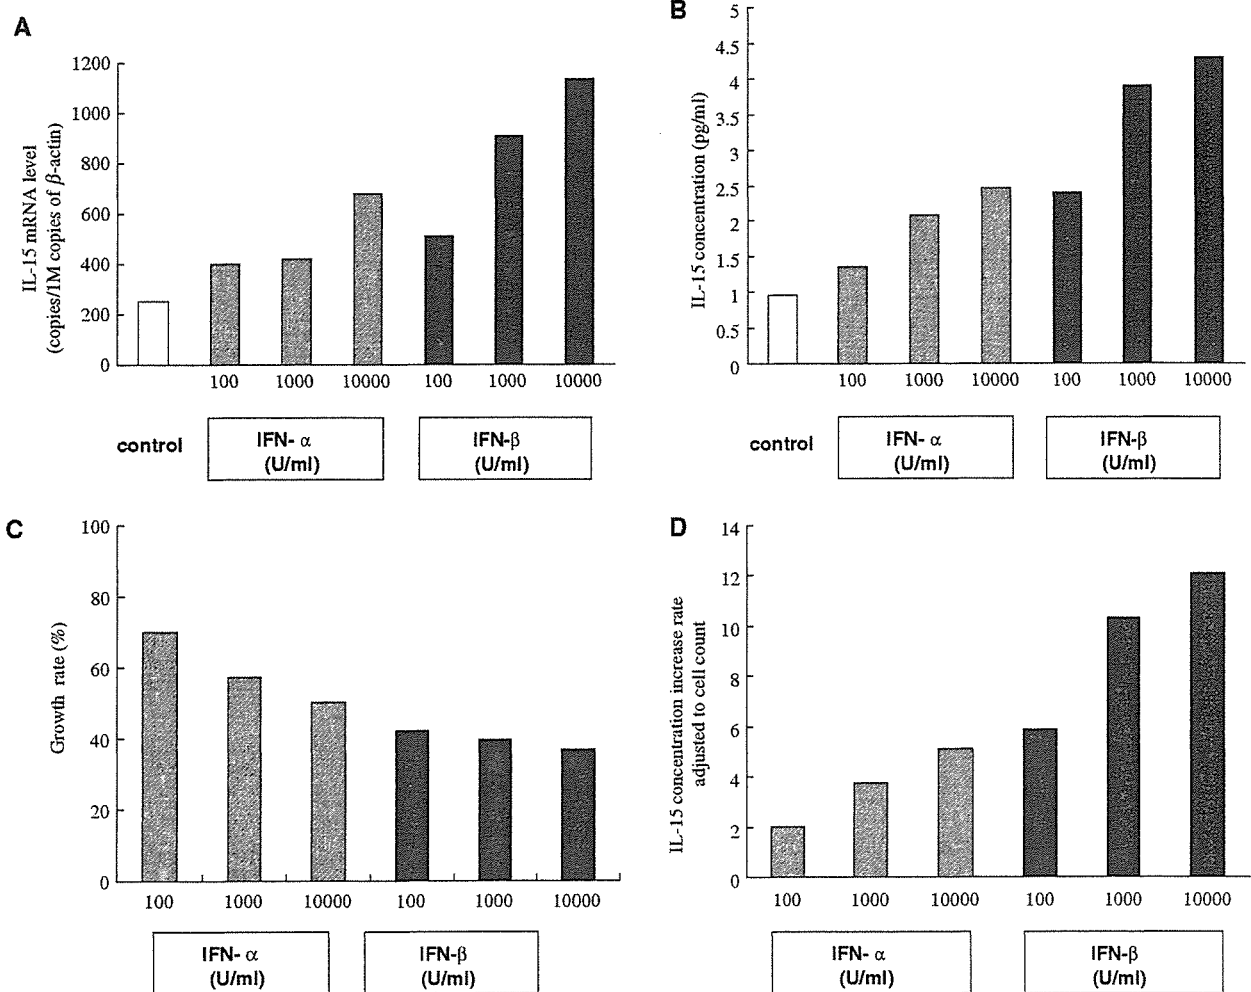 A
IL-15 mRNA level
(copies/1M copies of β-actin)
1200
1000
800
600
400
200
0
100 1000 10000 100 1000 10000
control
IFN- α
(U/ml)
IFN-β
(U/ml)
B
IL-15 concentration (pg/ml)
5
4.5
4
3.5
3
2.5
2
1.5
1
0.5
0
100 1000 10000 100 1000 10000
control
IFN- α
(U/ml)
IFN-β
(U/ml)
C
Growth rate (%)
100
80
60
40
20
0
100 1000 10000 100 1000 10000
IFN- α
(U/ml)
IFN-β
(U/ml)
D
IL-15 concentration increase rate
adjusted to cell count
14
12
10
8
6
4
2
0
100 1000 10000 100 1000 10000
IFN- α
(U/ml)
IFN-β
(U/ml)